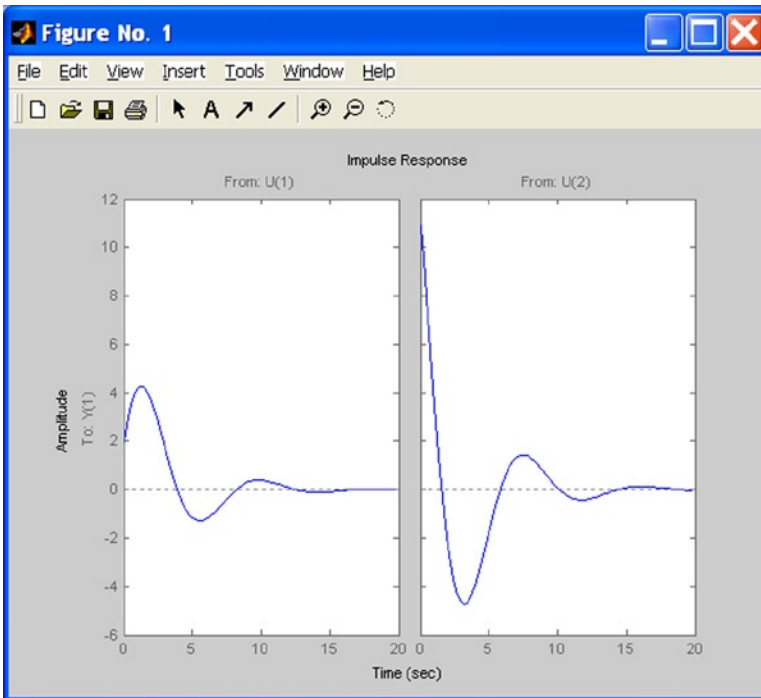 Figure No. 1
File Edit View Insert Tools Window Help
A
Impulse Response
From: U(1)
From: U(2)
Amplitude
To: Y(1)
12
10
8
6
4
2
0
-2
-4
-6
0 5 10 15 20
0 5 10 15 20
Time (sec)